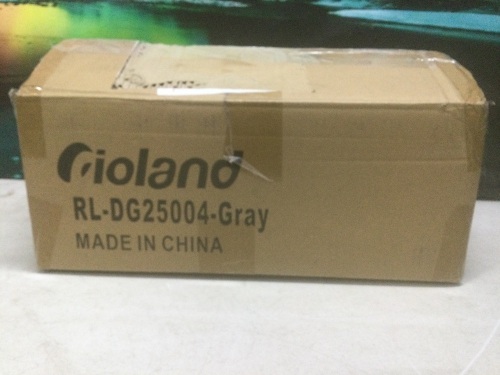 Rioland
RL-DG25004-Gray
MADE IN CHINA